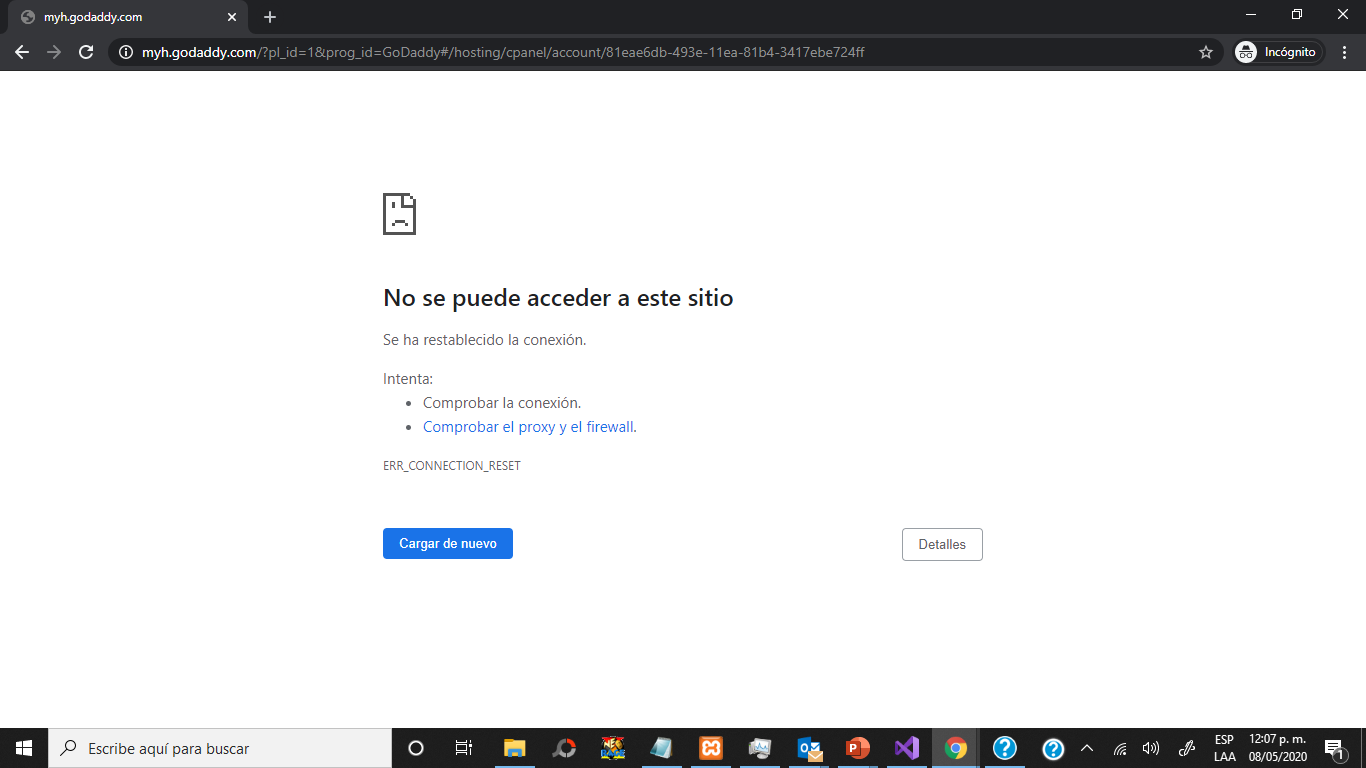 myh.godaddy.com
myh.godaddy.com/?pl_id=1&prog_id=GoDaddy#/hosting/cpanel/account/81eae6db-493e-11ea-81b4-3417ebe724ff
Incógnito
No se puede acceder a este sitio
Se ha restablecido la conexión.
Intenta:
• Comprobar la conexión.
• Comprobar el proxy y el firewall.
ERR_CONNECTION_RESET
Cargar de nuevo
Detalles
Escribe aquí para buscar
NEO
RAGE
ESP
LAA
12:07 p. m.
08/05/2020
1